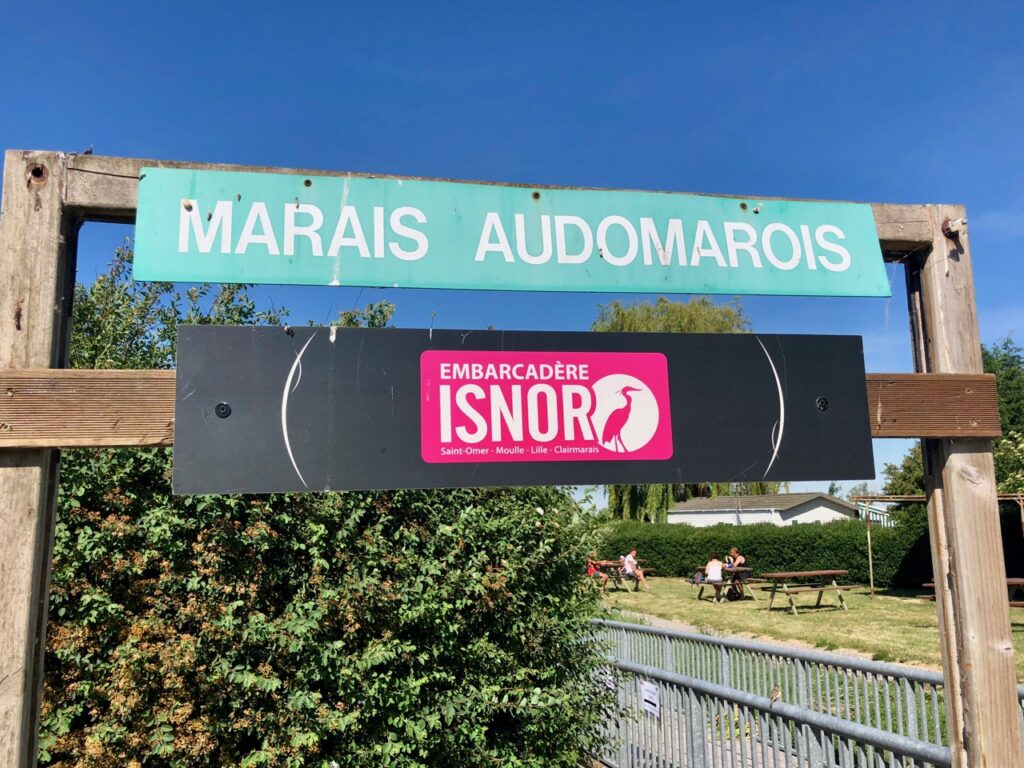 MARAIS AUDOMAROIS
EMBARCADÈRE
ISNOR
Saint-Omer - Moulle - Lille - Clairmarais